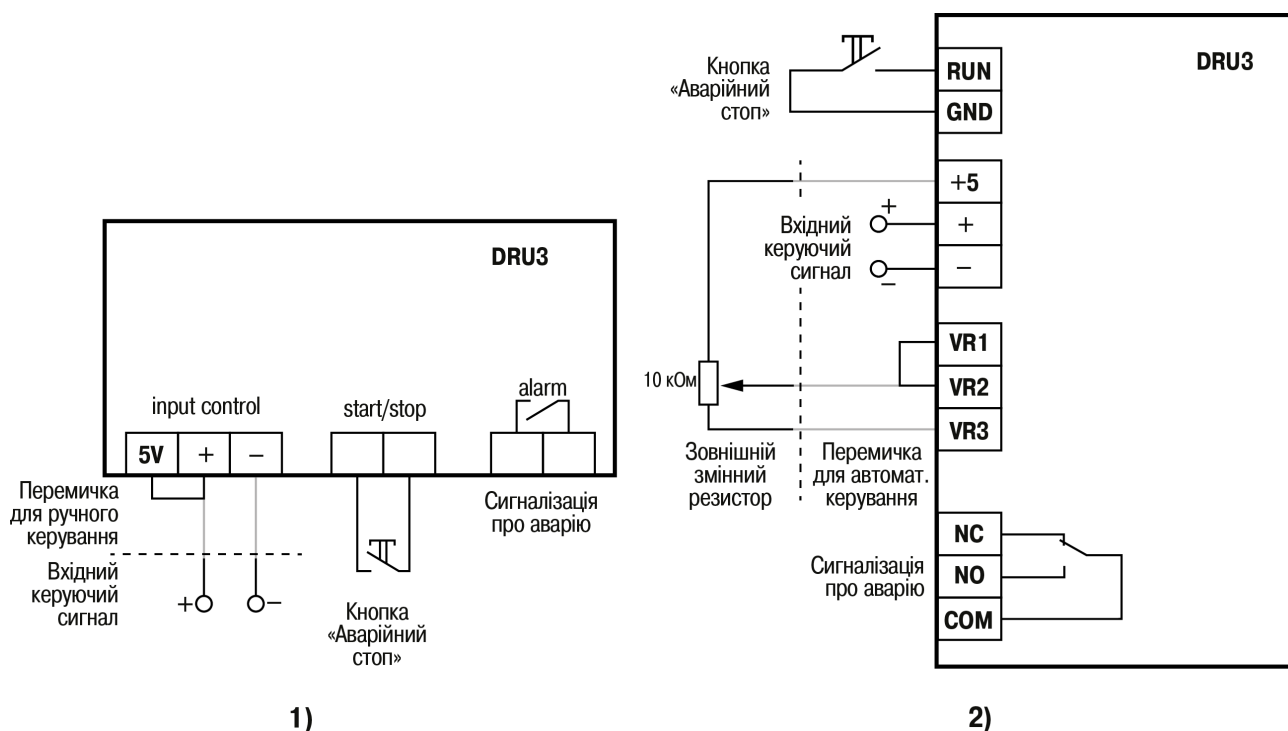 DRU3
input control
start/stop
alarm
5V
+
−
Перемичка
для ручного
керування
Вхідний
керуючий
сигнал
+
−
Кнопка
«Аварійний
стоп»
Сигналізація
про аварію
1)
DRU3
Кнопка
«Аварійний
стоп»
RUN
GND
+5
+
−
Вхідний
керуючий
сигнал
+
−
VR1
VR2
VR3
10 кОм
Зовнішній
змінний
резистор
Перемичка
для автомат.
керування
NC
NO
COM
Сигналізація
про аварію
2)